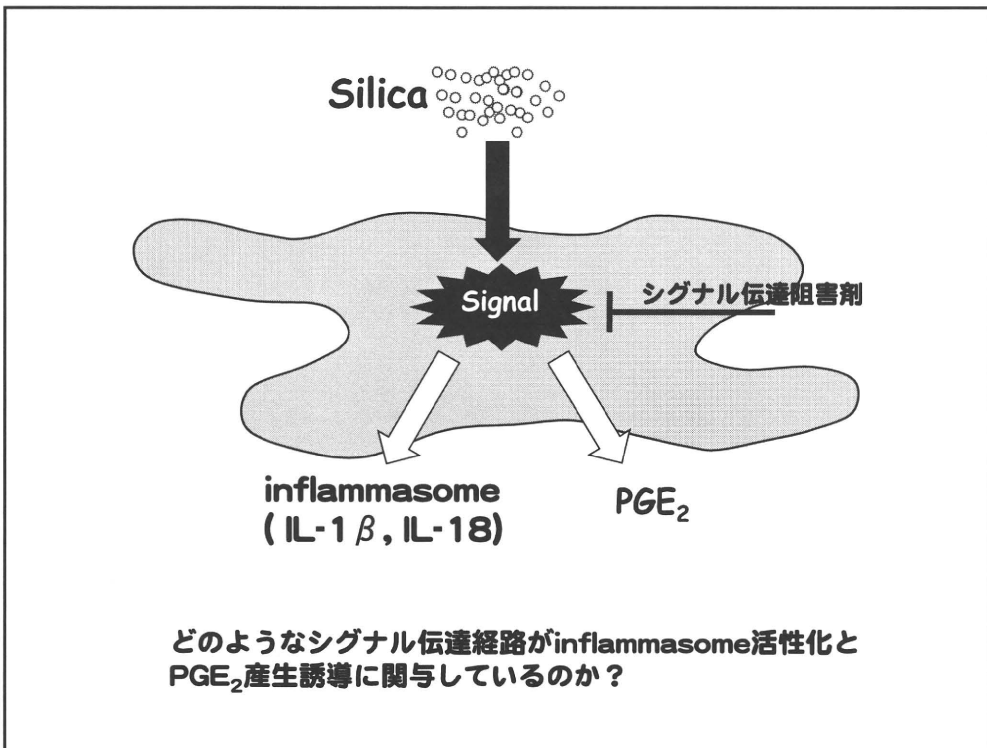 Silica
Signal
シグナル伝達阻害剤
inflammasome
( IL-1β, IL-18)
PGE₂
どのようなシグナル伝達経路がinflammasome活性化と
PGE₂産生誘導に関与しているのか？